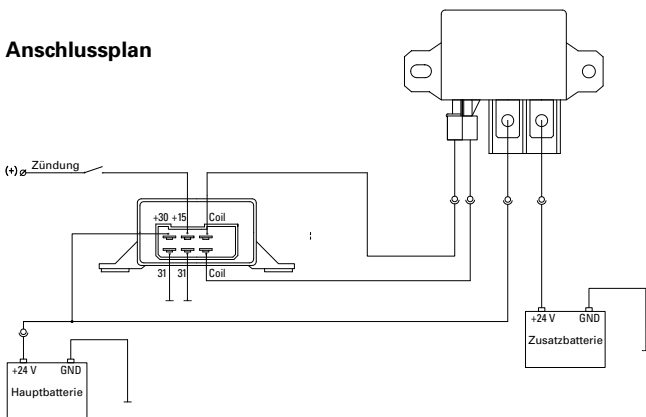 Anschlussplan
(+) Zündung
+30 +15 Coil
31 31 Coil
+24 V GND
Zusatzbatterie
+24 V GND
Hauptbatterie